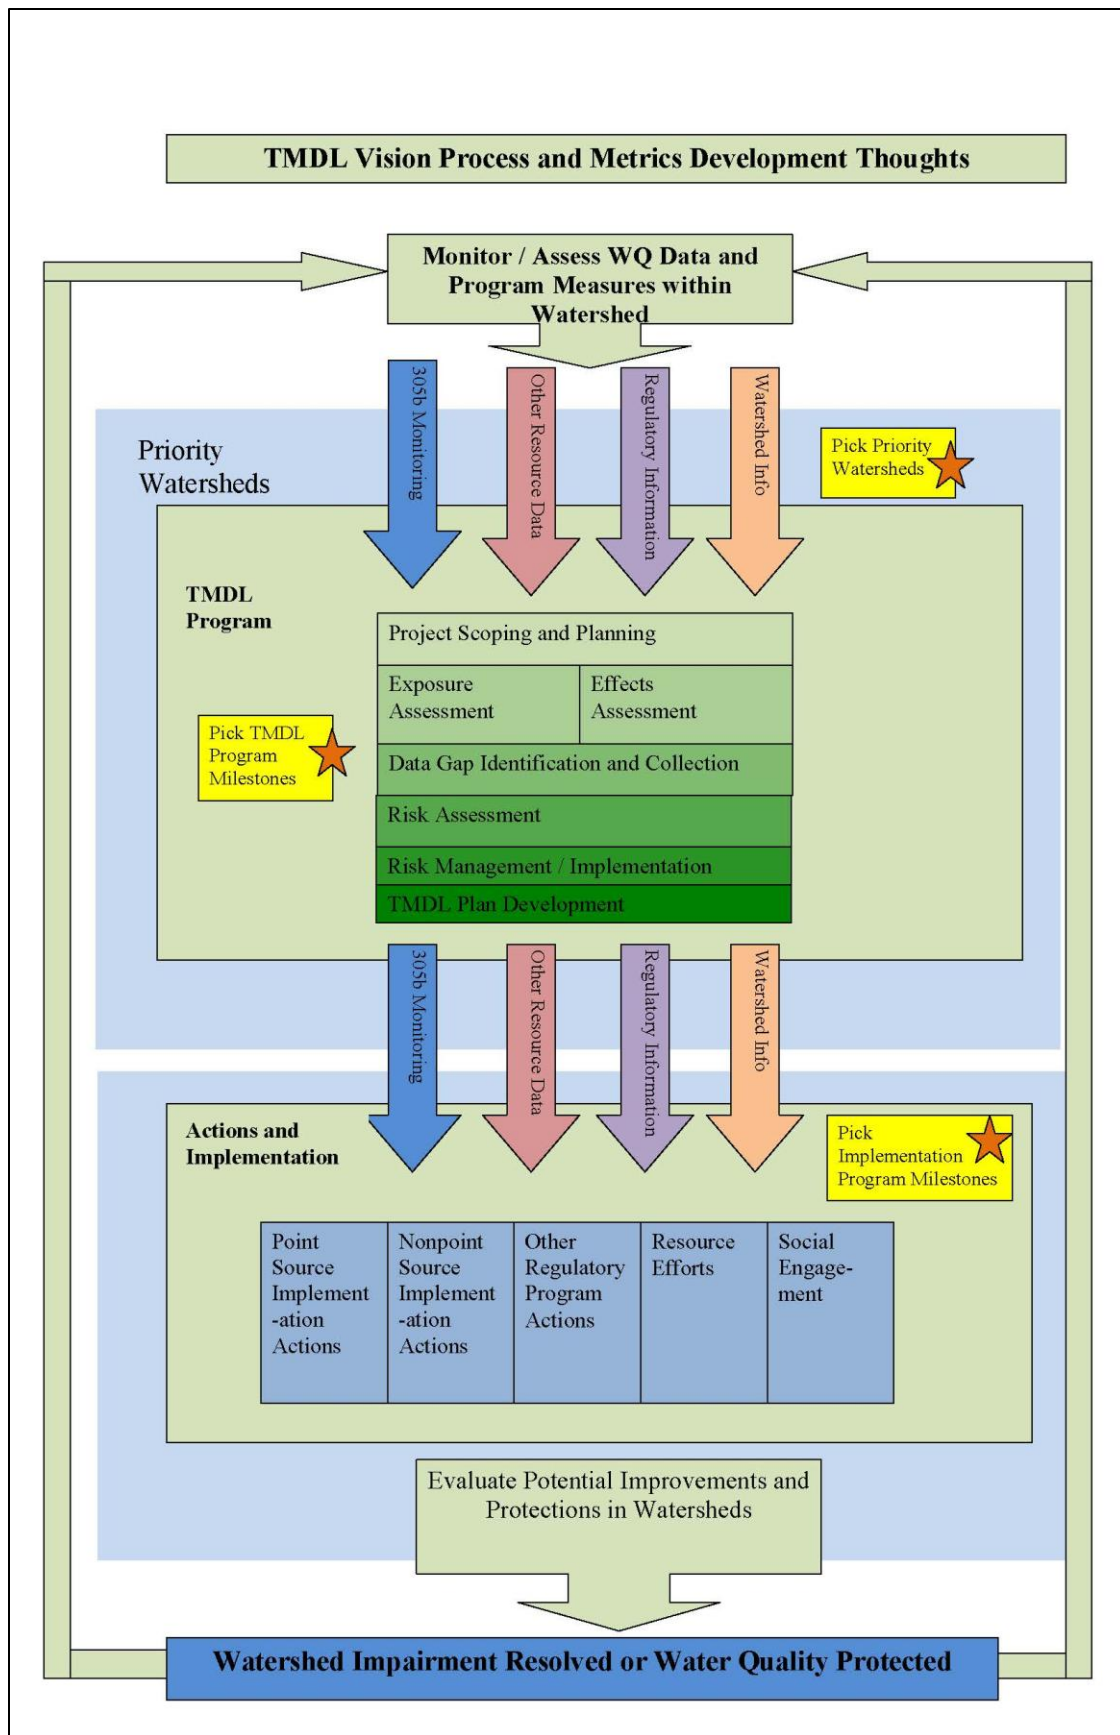 TMDL Vision Process and Metrics Development Thoughts
Monitor / Assess WQ Data and
Program Measures within
Watershed
305b Monitoring
Other Resource Data
Regulatory Information
Watershed Info
Priority
Watersheds
Pick Priority
Watersheds
TMDL
Program
Project Scoping and Planning
Exposure
Assessment
Effects
Assessment
Pick TMDL
Program
Milestones
Data Gap Identification and Collection
Risk Assessment
Risk Management / Implementation
TMDL Plan Development
305b Monitoring
Other Resource Data
Regulatory Information
Watershed Info
Actions and
Implementation
Pick
Implementation
Program Milestones
Point
Source
Implement
-ation
Actions
Nonpoint
Source
Implement
-ation
Actions
Other
Regulatory
Program
Actions
Resource
Efforts
Social
Engage-
ment
Evaluate Potential Improvements and
Protections in Watersheds
Watershed Impairment Resolved or Water Quality Protected